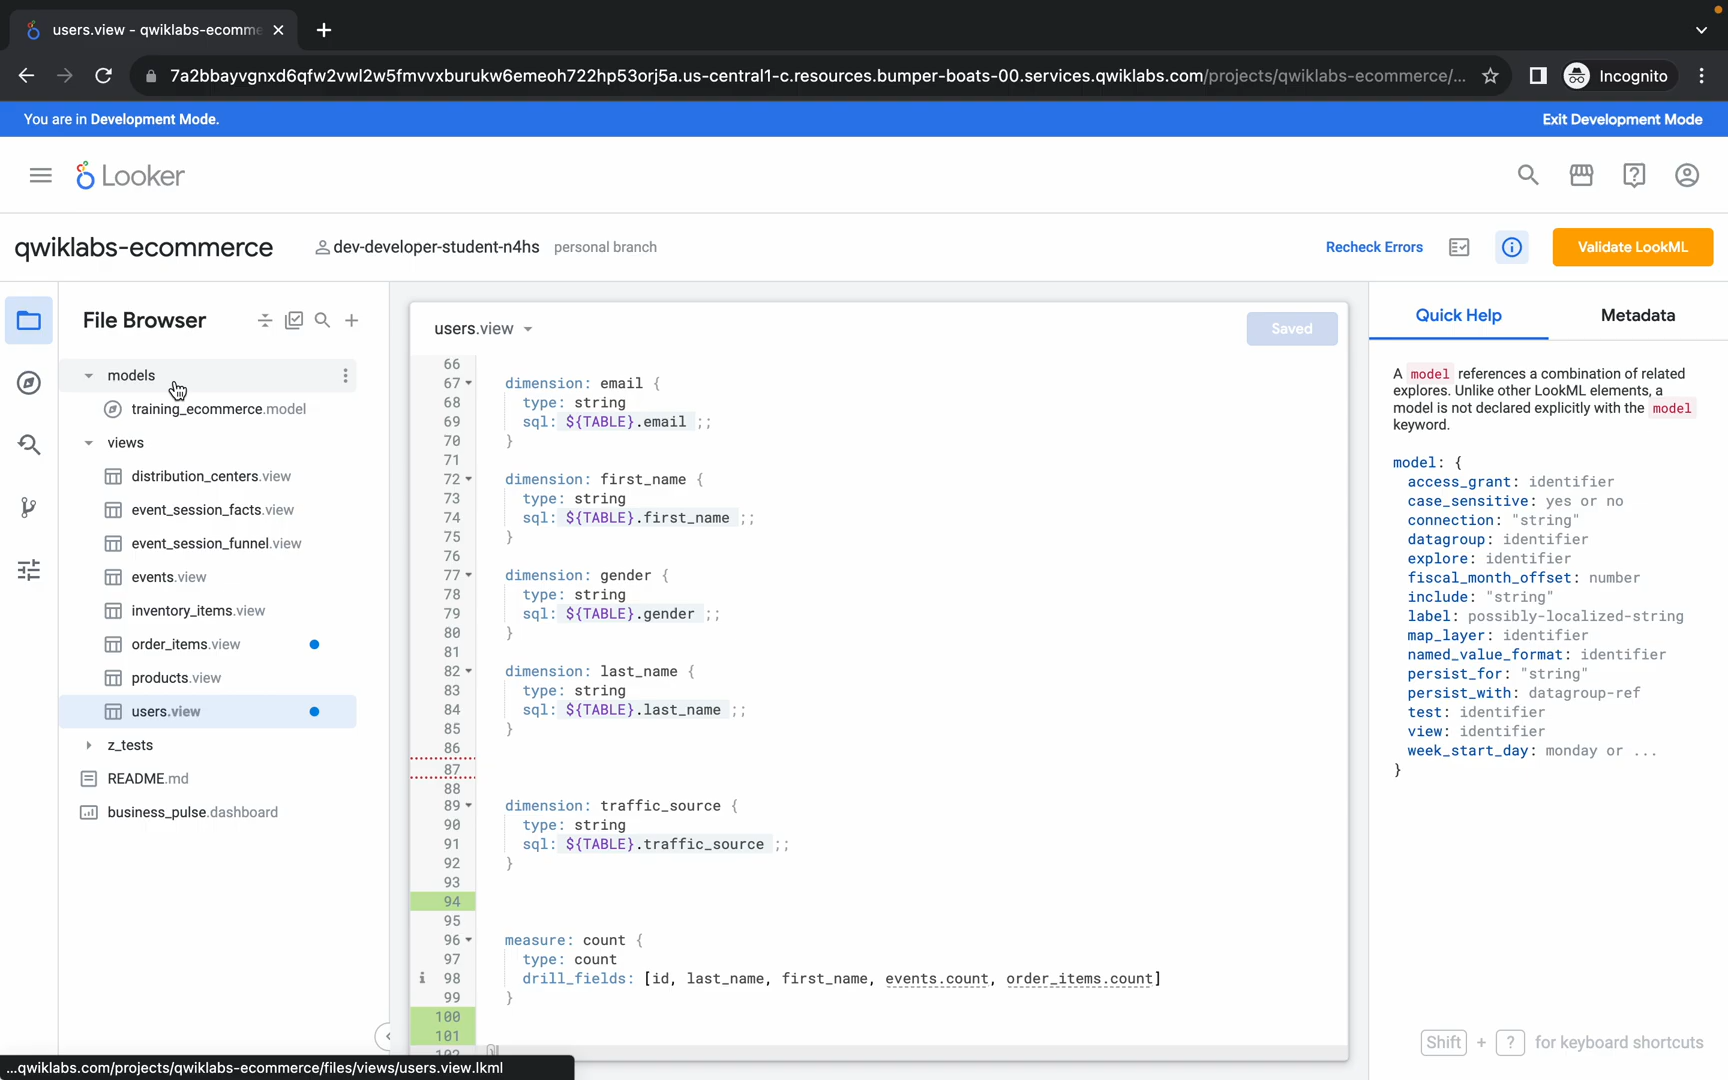 users.view - qwiklabs-ecomme
7a2bbayvgnxd6qfw2vwl2w5fmvvxburukw6emeoh722hp53orj5a.us-central1-c.resources.bumper-boats-00.services.qwiklabs.com/projects/qwiklabs-ecommerce/...
Incognito
You are in Development Mode.
Exit Development Mode
Looker
qwiklabs-ecommerce
dev-developer-student-n4hs personal branch
Recheck Errors
Validate LookML
File Browser
models
training_ecommerce.model
views
distribution_centers.view
event_session_facts.view
event_session_funnel.view
events.view
inventory_items.view
order_items.view
products.view
users.view
z_tests
README.md
business_pulse.dashboard
users.view
Saved
66
67 dimension: email {
68 type: string
69 sql: ${TABLE}.email ;;
70 }
71
72 dimension: first_name {
73 type: string
74 sql: ${TABLE}.first_name ;;
75 }
76
77 dimension: gender {
78 type: string
79 sql: ${TABLE}.gender ;;
80 }
81
82 dimension: last_name {
83 type: string
84 sql: ${TABLE}.last_name ;;
85 }
86
87
88
89 dimension: traffic_source {
90 type: string
91 sql: ${TABLE}.traffic_source ;;
92 }
93
94
95
96 measure: count {
97 type: count
98 drill_fields: [id, last_name, first_name, events.count, order_items.count]
99 }
100
101
102 }
Quick Help
Metadata
A model references a combination of related
explores. Unlike other LookML elements, a
model is not declared explicitly with the model
keyword.
model: {
access_grant: identifier
case_sensitive: yes or no
connection: "string"
datagroup: identifier
explore: identifier
fiscal_month_offset: number
include: "string"
label: possibly-localized-string
map_layer: identifier
named_value_format: identifier
persist_for: "string"
persist_with: datagroup-ref
test: identifier
view: identifier
week_start_day: monday or ...
}
Shift + ? for keyboard shortcuts
...qwiklabs.com/projects/qwiklabs-ecommerce/files/views/users.view.lkml